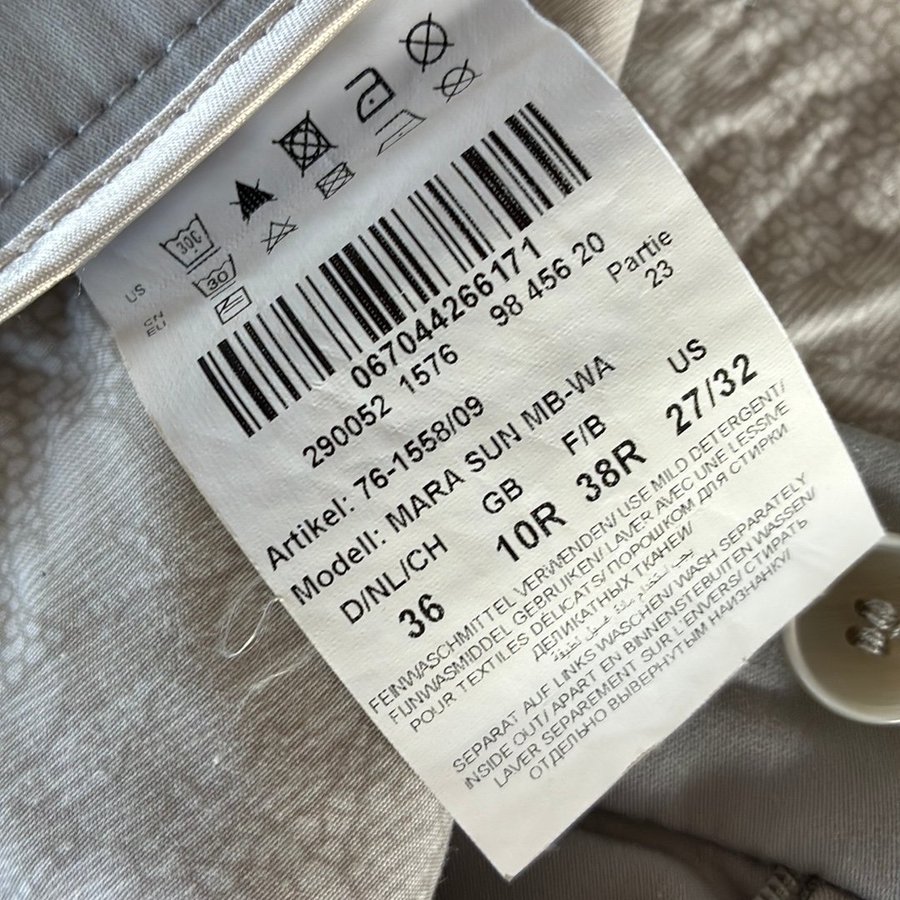 US
30C
CN
EU
30
067044266171
290052 1576 98 456 20 Partie
23
Artikel: 76-1558/09
Modell: MARA SUN MB-WA
D/NL/CH GB F/B US
36 10R 38R 27/32
FEINWASCHMITTEL VERWENDEN/ USE MILD DETERGENT/
FIJNWASMIDDEL GEBRUIKEN/ LAVER AVEC UNE LESSIVE
POUR TEXTILES DÉLICATS/ ПОРОШКОМ ДЛЯ СТИРКИ
ДЕЛИКАТНЫХ ТКАНЕЙ/
SEPARAT AUF LINKS WASCHEN/ WASH SEPARATELY
INSIDE OUT/ APART EN BINNENSTEBUITEN WASSEN/
LAVER SEPAREMENT SUR L'ENVERS/ СТИРАТЬ
ОТДЕЛЬНО ВЫВЕРНУТЫМ НАИЗНАНКУ/